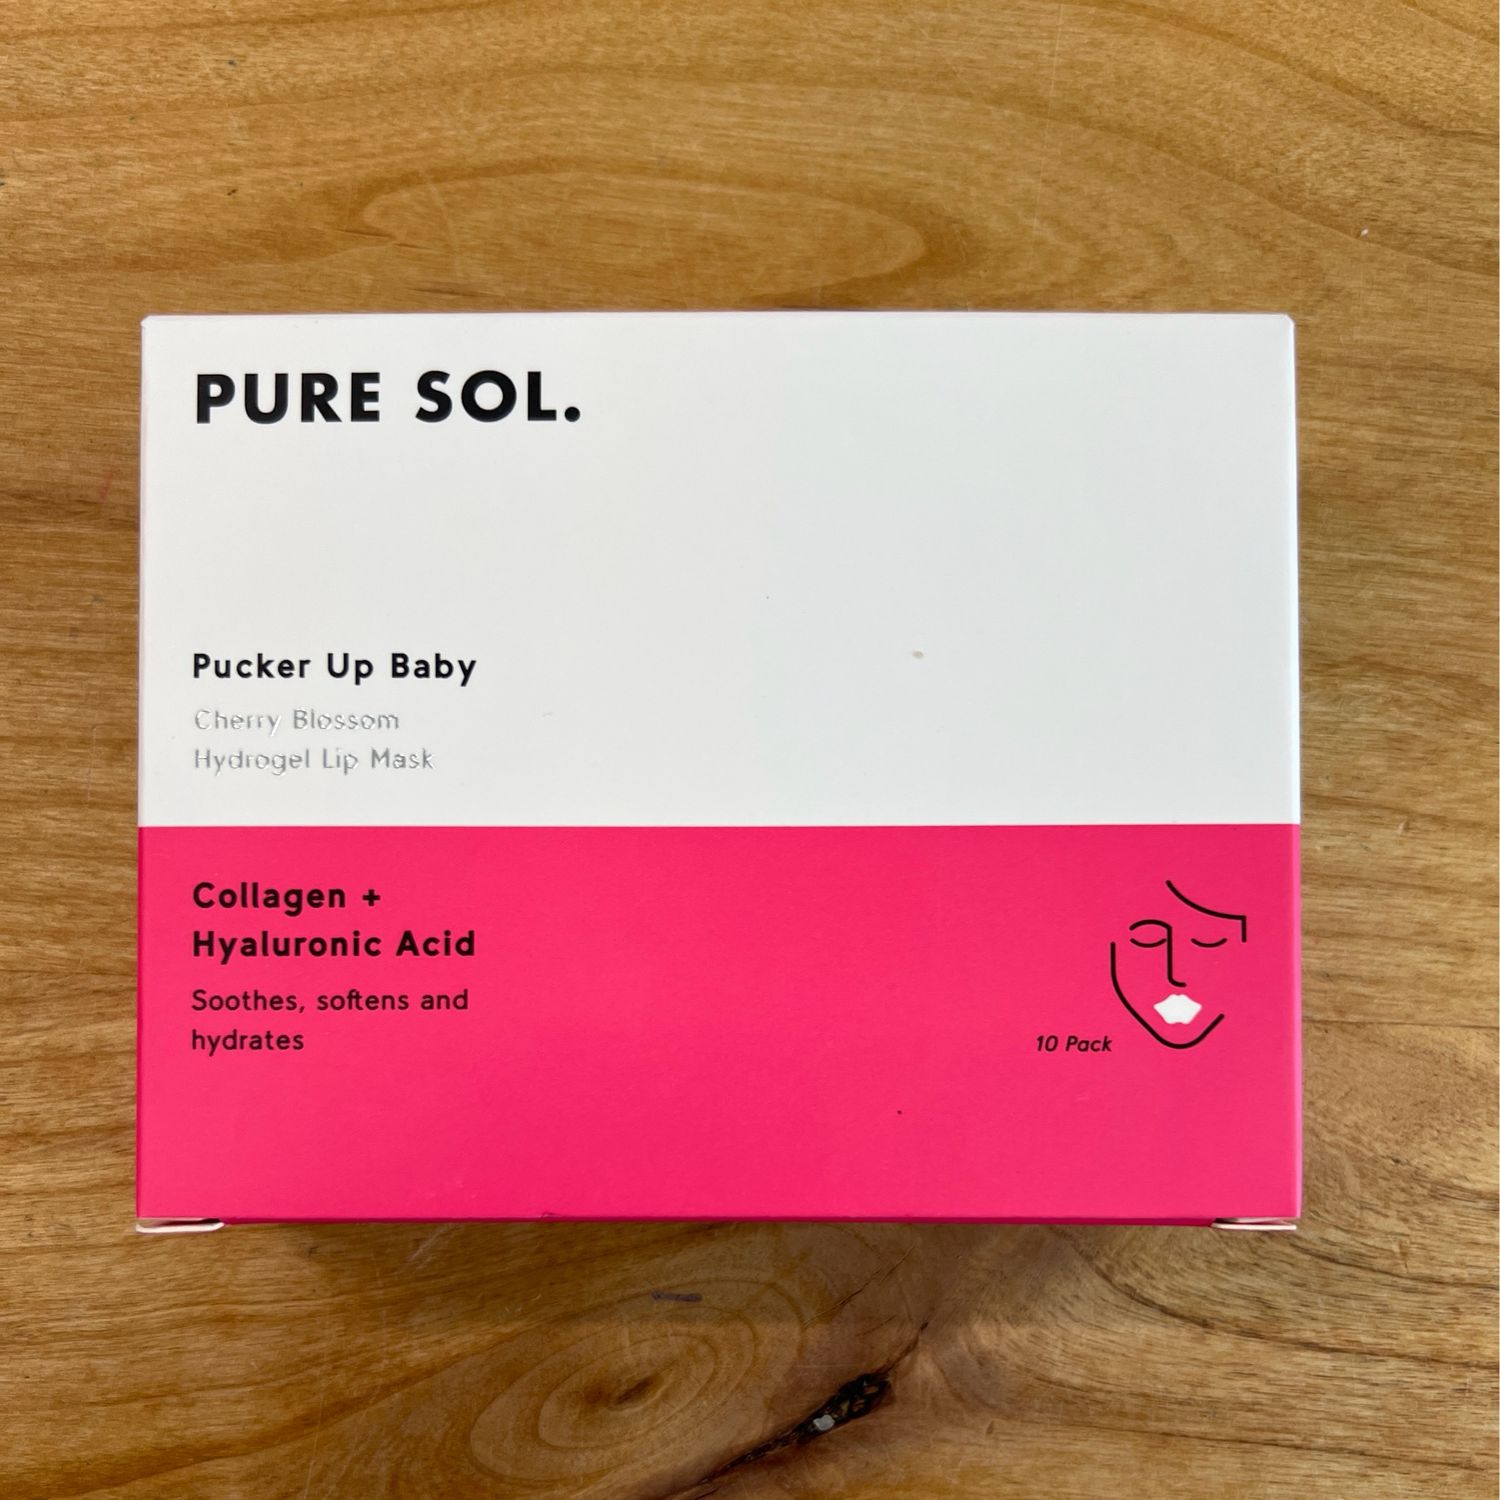 PURE SOL.
Pucker Up Baby
Cherry Blossom
Hydrogel Lip Mask
Collagen +
Hyaluronic Acid
Soothes, softens and
hydrates
10 Pack